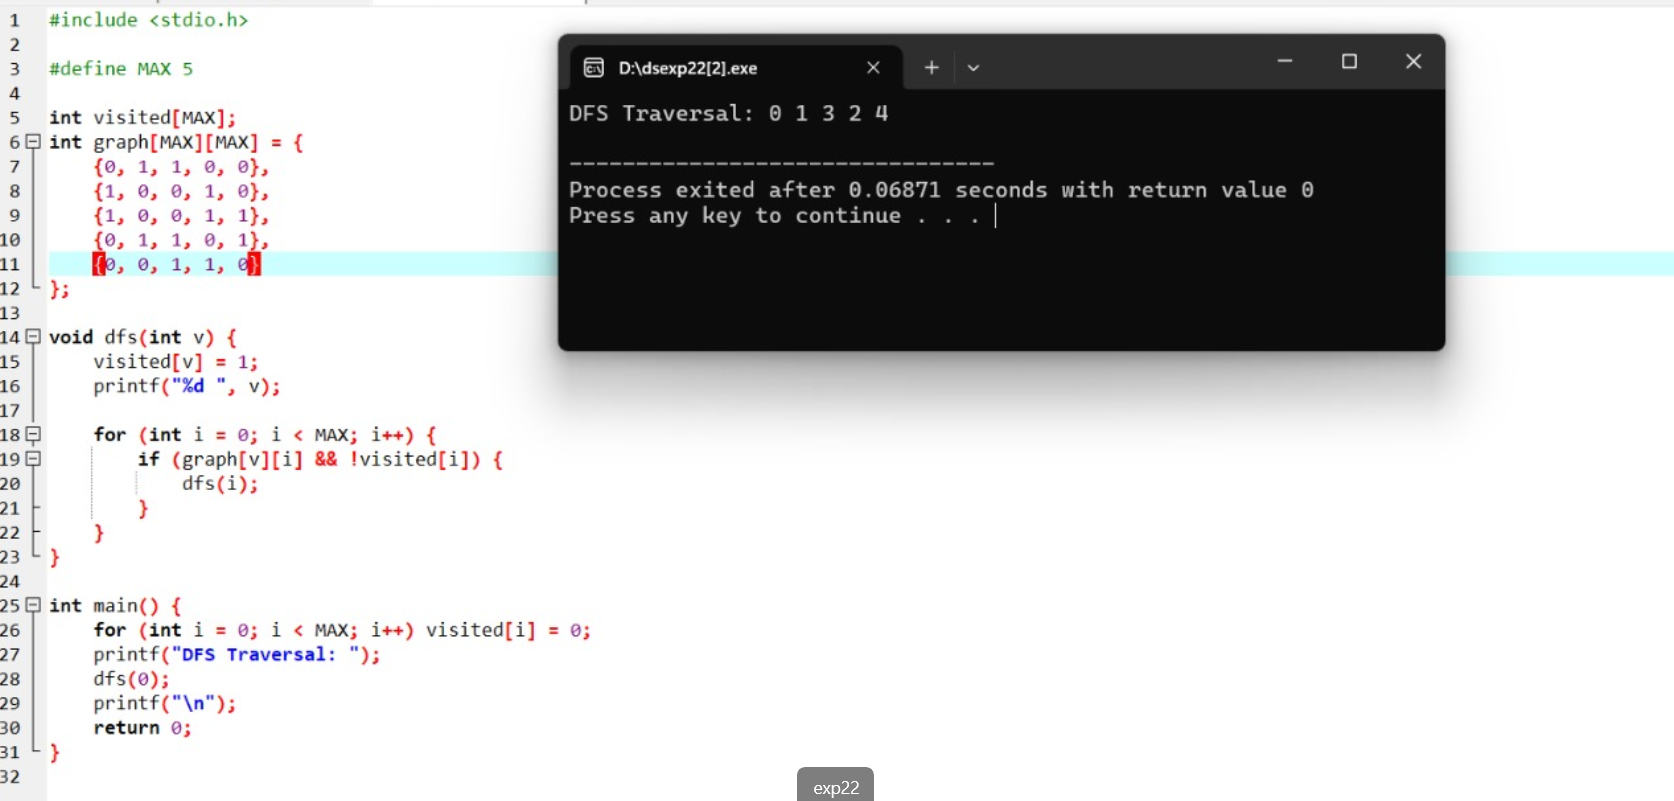 1 #include <stdio.h>
2
3 #define MAX 5
4
5 int visited[MAX];
6 int graph[MAX][MAX] = {
7     {0, 1, 1, 0, 0},
8     {1, 0, 0, 1, 0},
9     {1, 0, 0, 1, 1},
10     {0, 1, 1, 0, 1},
11     {0, 0, 1, 1, 0}
12 };
13
14 void dfs(int v) {
15     visited[v] = 1;
16     printf("%d ", v);
17
18     for (int i = 0; i < MAX; i++) {
19         if (graph[v][i] && !visited[i]) {
20             dfs(i);
21         }
22     }
23 }
24
25 int main() {
26     for (int i = 0; i < MAX; i++) visited[i] = 0;
27     printf("DFS Traversal: ");
28     dfs(0);
29     printf("\n");
30     return 0;
31 }
32
D:\dsexp22[2].exe
DFS Traversal: 0 1 3 2 4
--------------------------------
Process exited after 0.06871 seconds with return value 0
Press any key to continue . . .
exp22